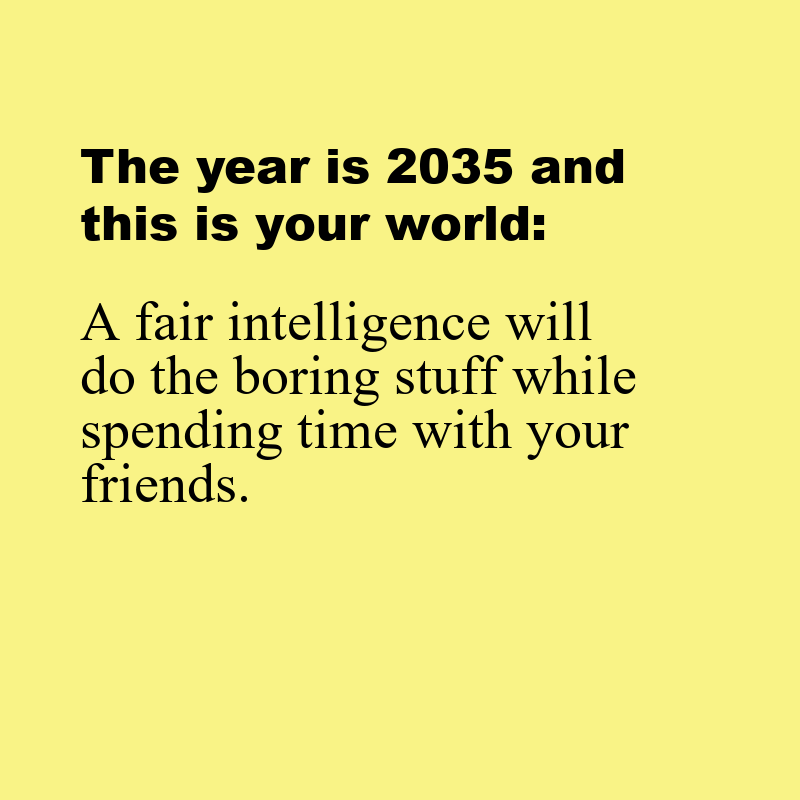 The year is 2035 and
this is your world:
A fair intelligence will
do the boring stuff while
spending time with your
friends.